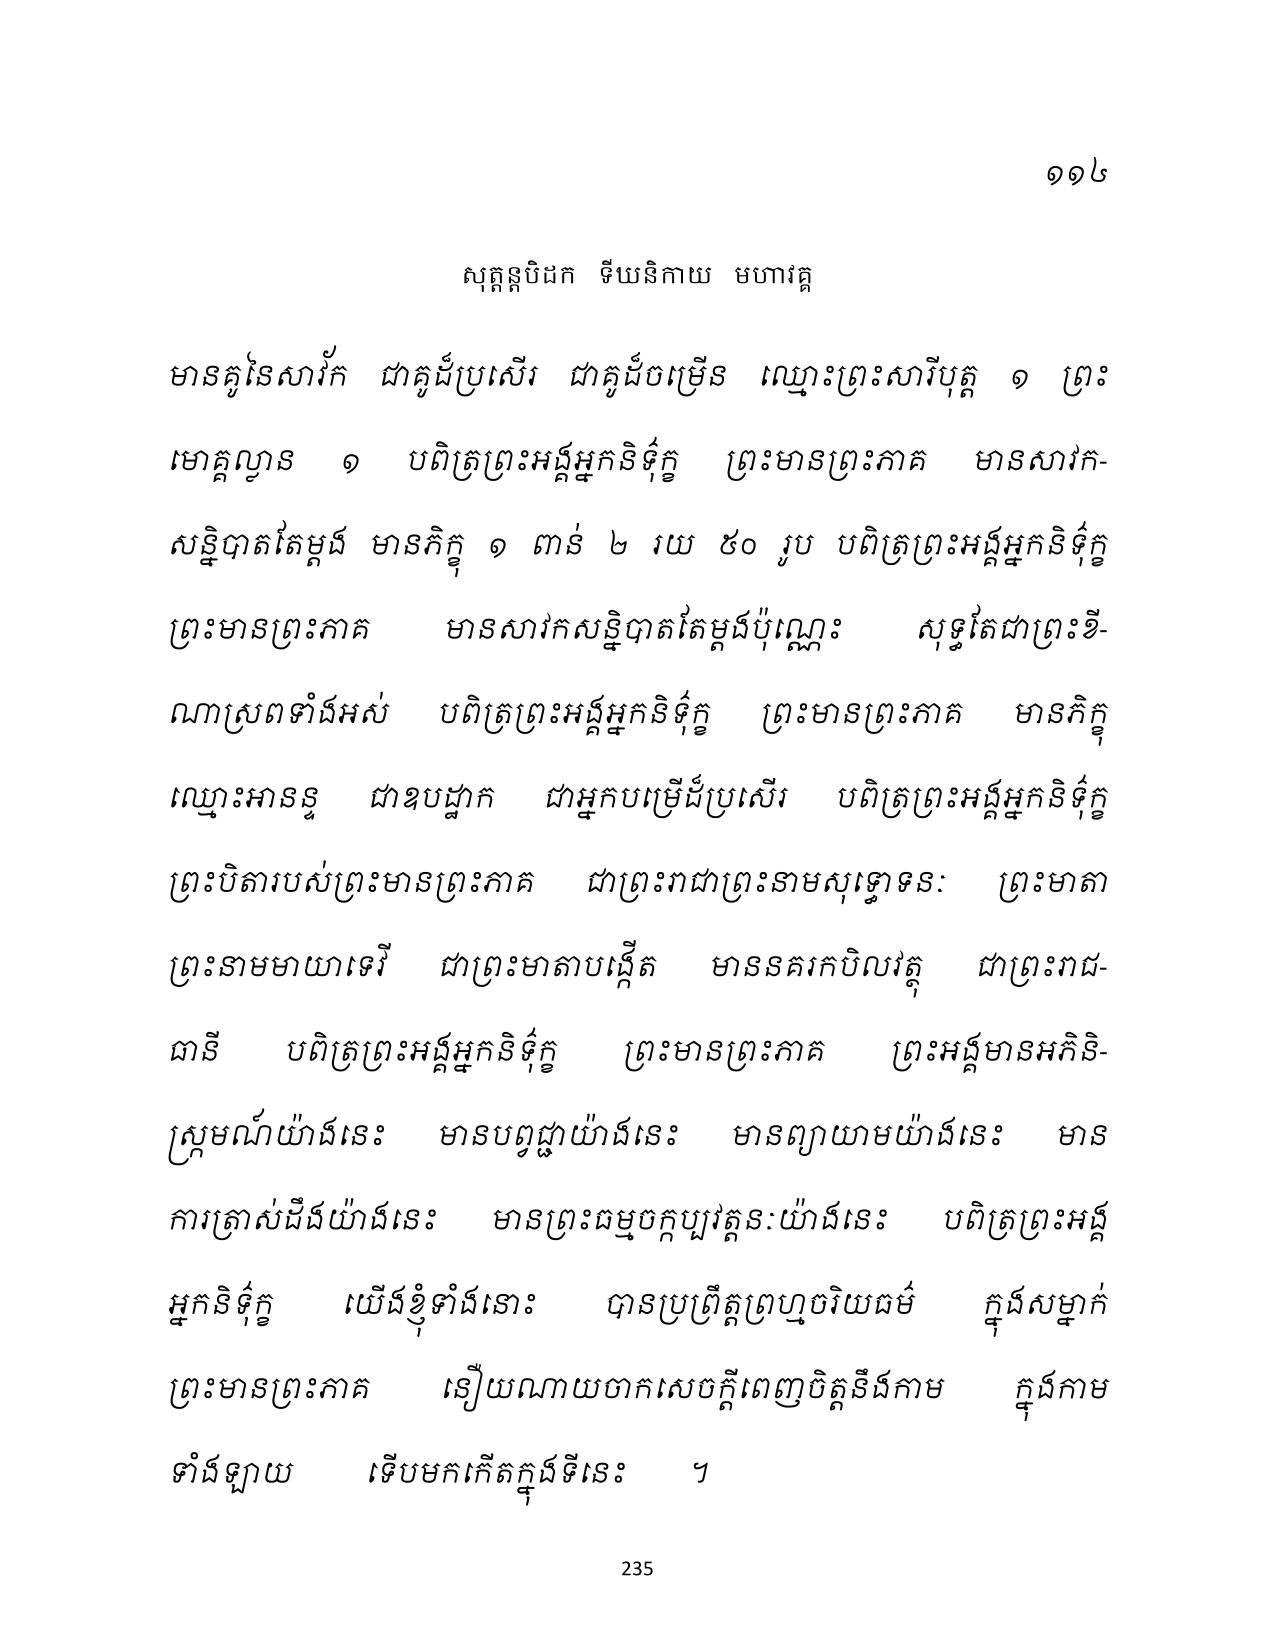 ១១៤
សុត្តន្តបិដក ទីឃនិកាយ មហាវគ្គ
មានគូនៃសាវ័ក ជាគូដ៏ប្រសើរ ជាគូដ៏ចម្រើន ឈ្មោះព្រះសារីបុត្ត ១ ព្រះ
មោគ្គល្លាន ១ បពិត្រព្រះអង្គអ្នកនិទ៌ុក្ខ ព្រះមានព្រះភាគ មានសាវក-
សន្និបាតតែម្តង មានភិក្ខុ ១ ពាន់ ២ រយ ៥០ រូប បពិត្រព្រះអង្គអ្នកនិទ៌ុក្ខ
ព្រះមានព្រះភាគ មានសាវកសន្និបាតតែម្តងប៉ុណ្ណេះ សុទ្ធតែជាព្រះខី-
ណាស្រពទាំងអស់ បពិត្រព្រះអង្គអ្នកនិទ៌ុក្ខ ព្រះមានព្រះភាគ មានភិក្ខុ
ឈ្មោះអានន្ទ ជាឧបដ្ឋាក ជាអ្នកបម្រើដ៏ប្រសើរ បពិត្រព្រះអង្គអ្នកនិទ៌ុក្ខ
ព្រះបិតារបស់ព្រះមានព្រះភាគ ជាព្រះរាជាព្រះនាមសុទ្ធោទនៈ ព្រះមាតា
ព្រះនាមមាយាទេវី ជាព្រះមាតាបង្កើត មាននគរកបិលវត្ថុ ជាព្រះរាជ-
ធានី បពិត្រព្រះអង្គអ្នកនិទ៌ុក្ខ ព្រះមានព្រះភាគ ព្រះអង្គមានអភិនិ-
ស្ក្រមណ៍យ៉ាងនេះ មានបព្វជ្ជាយ៉ាងនេះ មានព្យាយាមយ៉ាងនេះ មាន
ការត្រាស់ដឹងយ៉ាងនេះ មានព្រះធម្មចក្កប្បវត្តនៈយ៉ាងនេះ បពិត្រព្រះអង្គ
អ្នកនិទ៌ុក្ខ យើងខ្ញុំទាំងនោះ បានប្រព្រឹត្តព្រហ្មចរិយធម៌ ក្នុងសម្នាក់
ព្រះមានព្រះភាគ នឿយណាយចាកសេចក្តីពេញចិត្តនឹងកាម ក្នុងកាម
ទាំងឡាយ ទើបមកកើតក្នុងទីនេះ ។
235